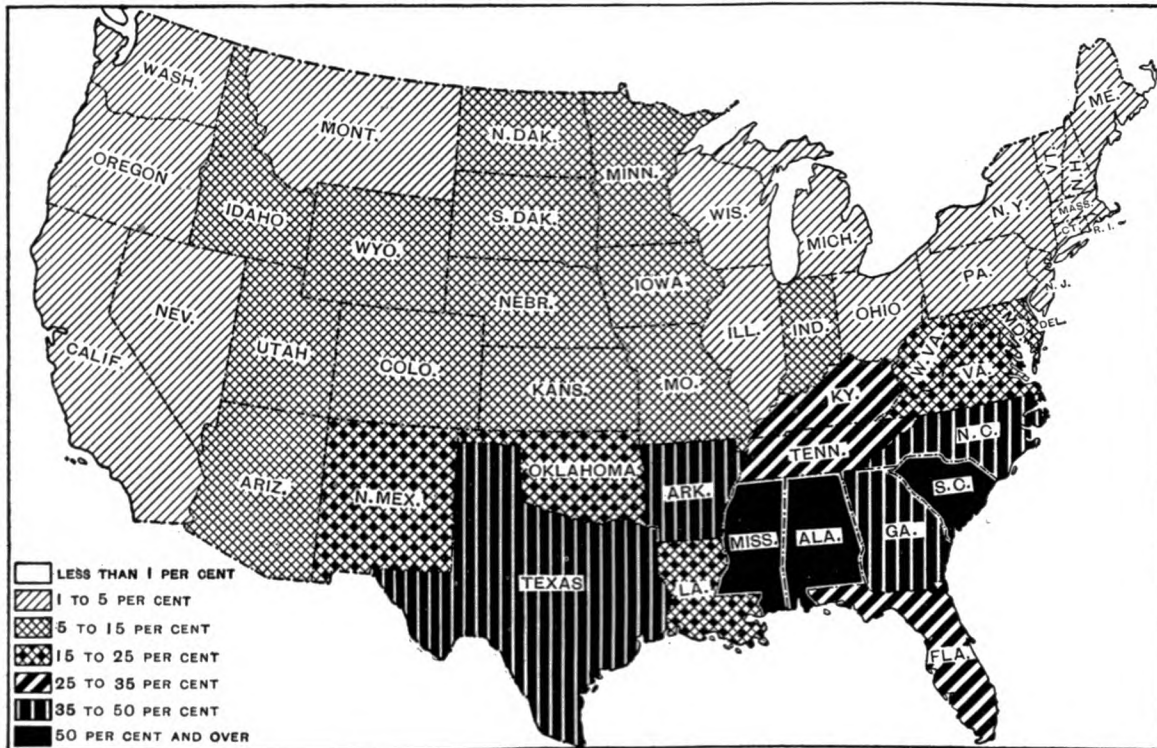 WASH.
MONT.
N.DAK.
MINN.
ME.
OREGON
IDAHO.
S.DAK.
WIS.
MICH.
VT.
N.H.
N.Y.
MASS.
CT.
R.I.
WYO.
NEBR.
IOWA.
PA.
N.J.
NEV.
UTAH
COLO.
KANS.
MO.
ILL.
IND.
OHIO
MD.
DEL.
W.VA.
VA.
CALIF.
KY.
TENN.
N.C.
ARIZ.
N.MEX.
OKLAHOMA
ARK.
S.C.
TEXAS
LA.
MISS.
ALA.
GA.
FLA.
LESS THAN 1 PER CENT
1 TO 5 PER CENT
5 TO 15 PER CENT
15 TO 25 PER CENT
25 TO 35 PER CENT
35 TO 50 PER CENT
50 PER CENT AND OVER